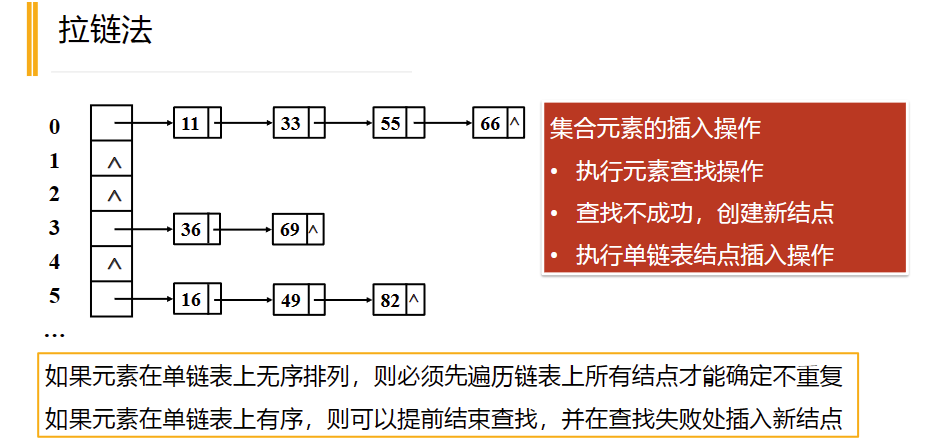 拉链法
0 11 33 55 66 ^
1 ^
2 ^
3 36 69 ^
4 ^
5 16 49 82 ^
…
集合元素的插入操作
• 执行元素查找操作
• 查找不成功，创建新结点
• 执行单链表结点插入操作
如果元素在单链表上无序排列，则必须先遍历链表上所有结点才能确定不重复
如果元素在单链表上有序，则可以提前结束查找，并在查找失败处插入新结点